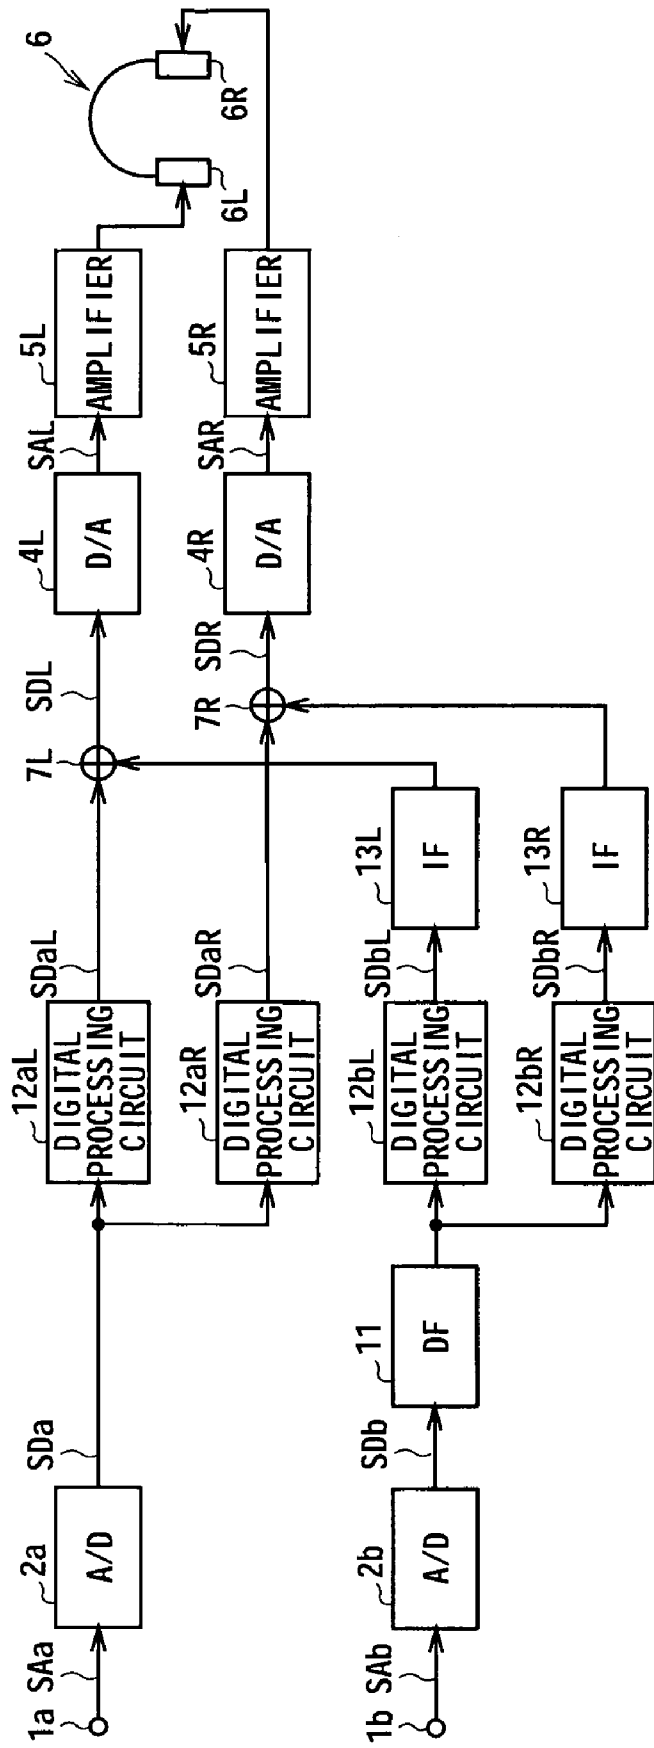 1a SAa
2a
A/D
SDa
12aL
DIGITAL
PROCESSING
CIRCUIT
SDaL
7L
SDL
4L
D/A
SAL
5L
AMPLIFIER
6
6L
6R
12aR
DIGITAL
PROCESSING
CIRCUIT
SDaR
7R
SDR
4R
D/A
SAR
5R
AMPLIFIER
1b SAb
2b
A/D
SDb
11
DF
12bL
DIGITAL
PROCESSING
CIRCUIT
SDbL
13L
IF
12bR
DIGITAL
PROCESSING
CIRCUIT
SDbR
13R
IF